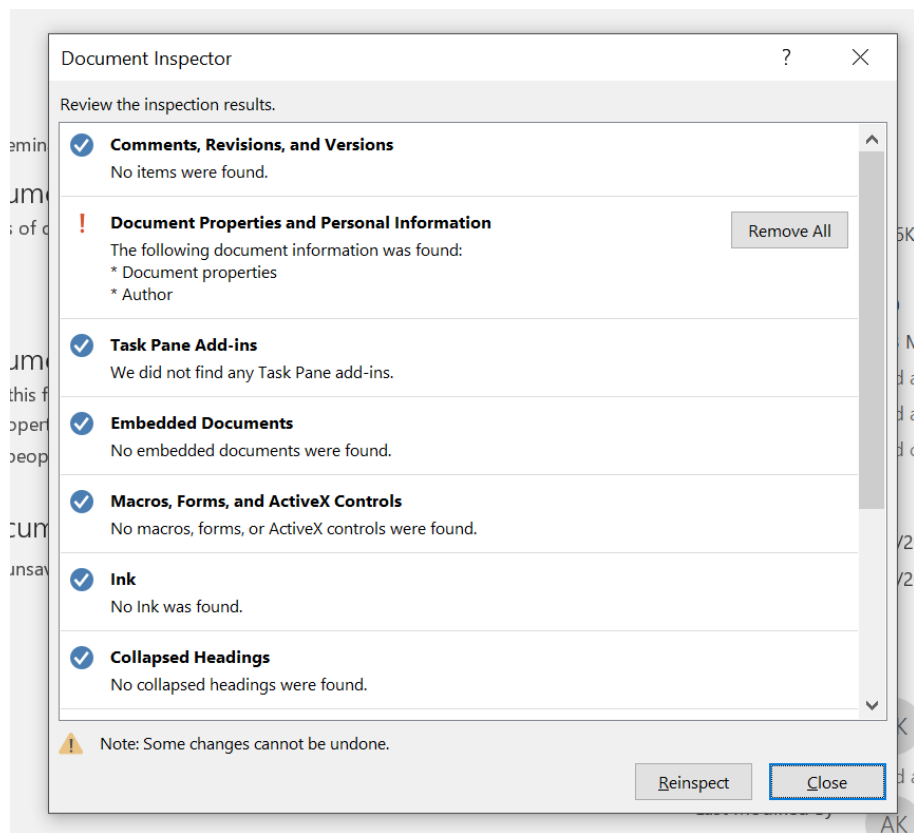 Document Inspector
?
Review the inspection results.
Comments, Revisions, and Versions
No items were found.
!
Document Properties and Personal Information
The following document information was found:
* Document properties
* Author
Remove All
Task Pane Add-ins
We did not find any Task Pane add-ins.
Embedded Documents
No embedded documents were found.
Macros, Forms, and ActiveX Controls
No macros, forms, or ActiveX controls were found.
Ink
No Ink was found.
Collapsed Headings
No collapsed headings were found.
Note: Some changes cannot be undone.
Reinspect
Close
AK